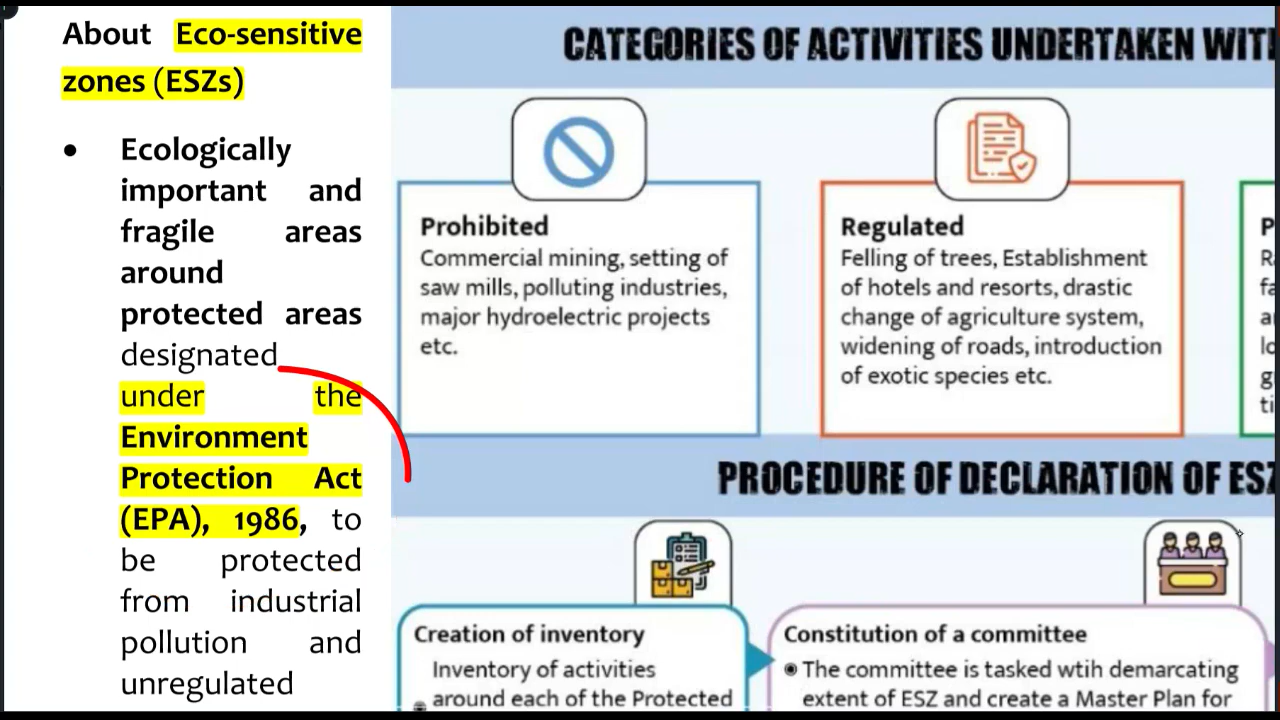 About Eco-sensitive
zones (ESZs)
• Ecologically
important and
fragile areas
around
protected areas
designated
under the
Environment
Protection Act
(EPA), 1986, to
be protected
from industrial
pollution and
unregulated
CATEGORIES OF ACTIVITIES UNDERTAKEN
Prohibited
Commercial mining, setting of
saw mills, polluting industries,
major hydroelectric projects
etc.
Regulated
Felling of trees, Establishment
of hotels and resorts, drastic
change of agriculture system,
widening of roads, introduction
of exotic species etc.
PROCEDURE OF DECLARATION OF
Creation of inventory
Inventory of activities
around each of the Protected
Constitution of a committee
The committee is tasked wtih demarcating
extent of ESZ and create a Master Plan for